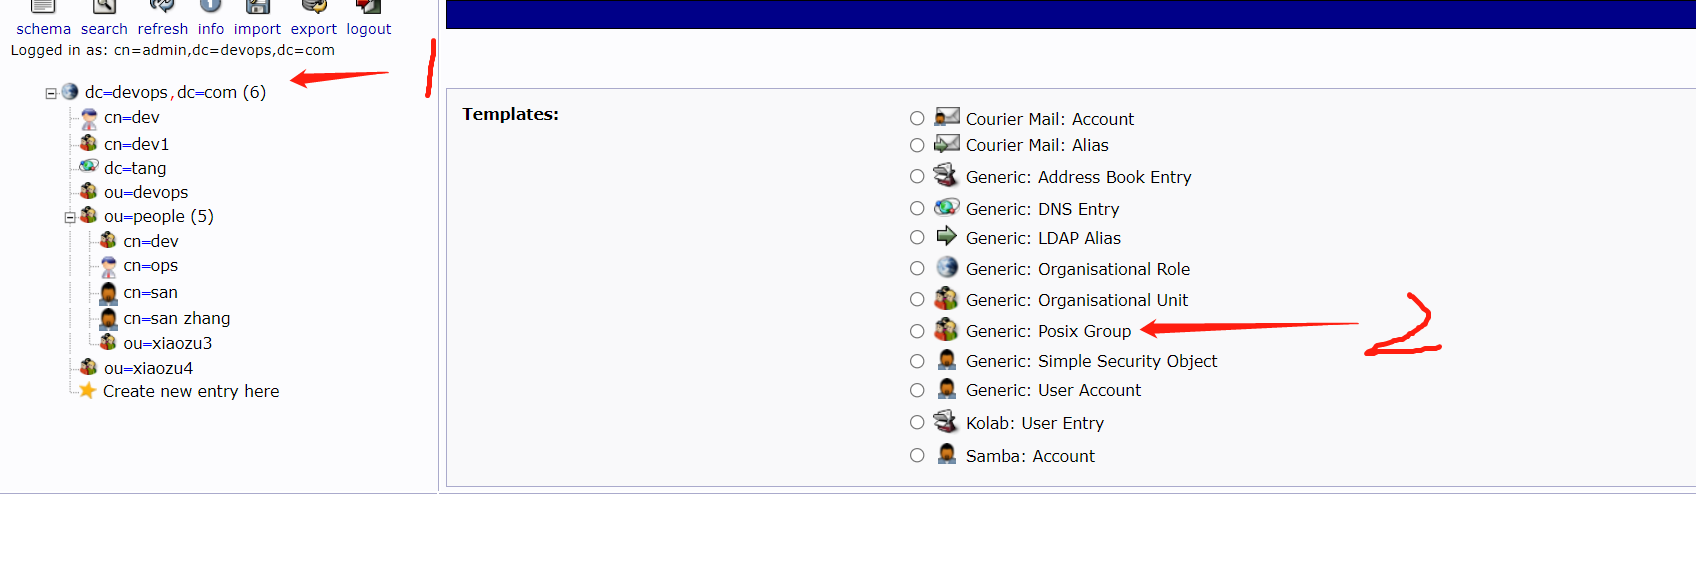 schema search refresh info import export logout
Logged in as: cn=admin,dc=devops,dc=com
1
dc=devops,dc=com (6)
cn=dev
cn=dev1
dc=tang
ou=devops
ou=people (5)
cn=dev
cn=ops
cn=san
cn=san zhang
ou=xiaozu3
ou=xiaozu4
Create new entry here
Templates:
Courier Mail: Account
Courier Mail: Alias
Generic: Address Book Entry
Generic: DNS Entry
Generic: LDAP Alias
Generic: Organisational Role
Generic: Organisational Unit
Generic: Posix Group
2
Generic: Simple Security Object
Generic: User Account
Kolab: User Entry
Samba: Account